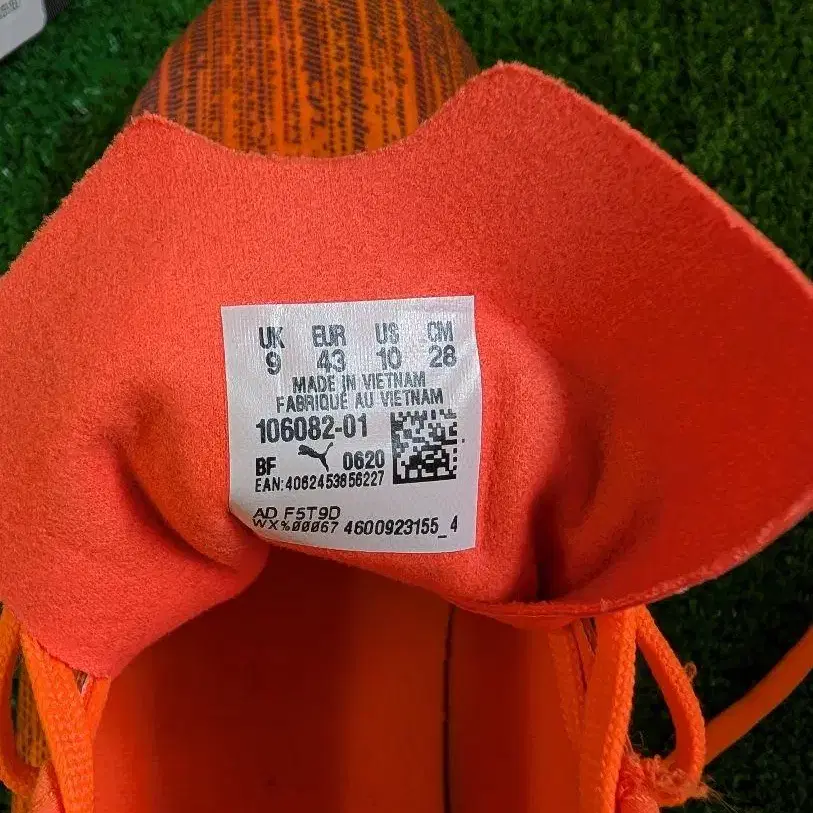 UK EUR US CM
9 43 10 28
MADE IN VIETNAM
FABRIQUÉ AU VIETNAM
106082-01
BF 0620
EAN:4062453856227
AD F5T9D
WX%00067 4600923155_4